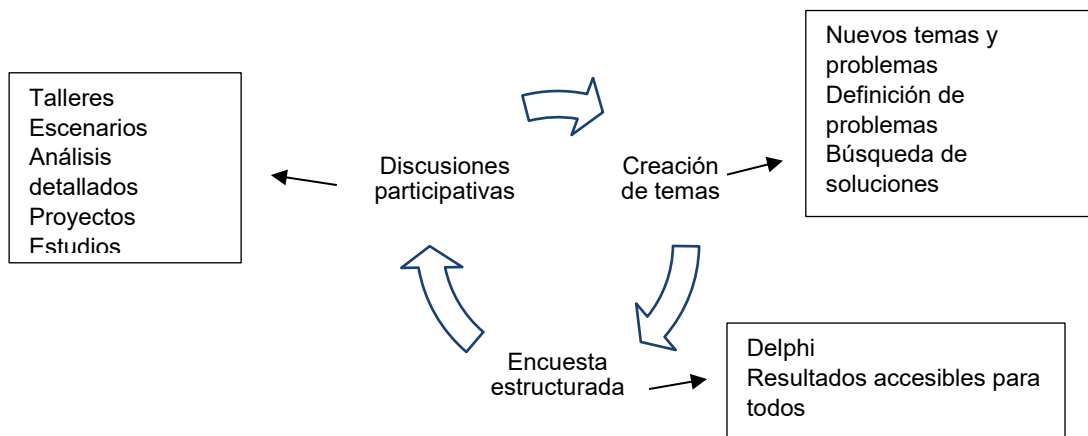 Talleres
Escenarios
Análisis
detallados
Proyectos
Estudios
Discusiones
participativas
Creación
de temas
Nuevos temas y
problemas
Definición de
problemas
Búsqueda de
soluciones
Encuesta
estructurada
Delphi
Resultados accesibles para
todos